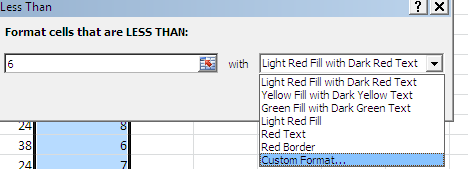 Less Than
Format cells that are LESS THAN:
6 with Light Red Fill with Dark Red Text
Light Red Fill with Dark Red Text
Yellow Fill with Dark Yellow Text
Green Fill with Dark Green Text
Light Red Fill
Red Text
Red Border
Custom Format...
24 8
38 6
24 7